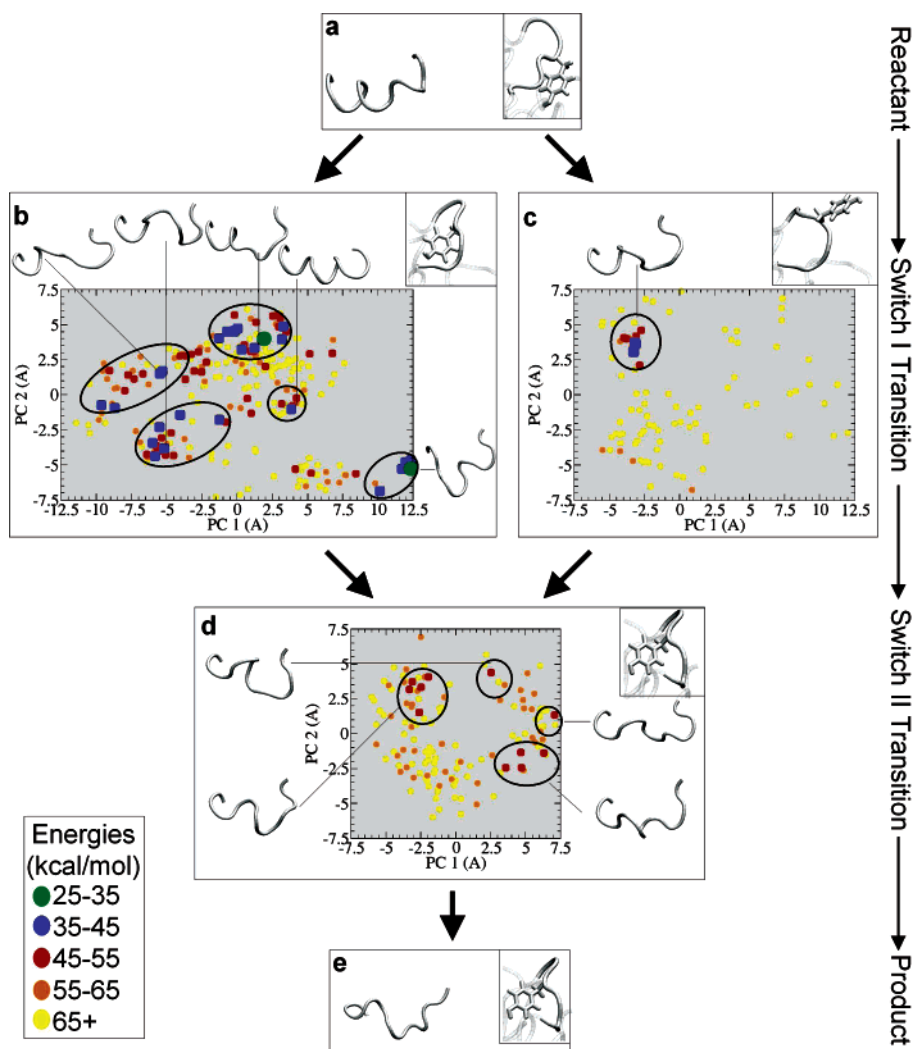 a
Reactant
b
c
7.5
5
2.5
0
-2.5
-5
-7.5
PC 2 (A)
-12.5 -10 -7.5 -5 -2.5 0 2.5 5 7.5 10 12.5
PC 1 (A)
7.5
5
2.5
0
-2.5
-5
-7.5
PC 2 (A)
-7.5 -5 -2.5 0 2.5 5 7.5 10 12.5
PC 1 (A)
Switch I Transition
d
7.5
5
2.5
0
-2.5
-5
-7.5
PC 2 (A)
-7.5 -5 -2.5 0 2.5 5 7.5
PC 1 (A)
Switch II Transition
Energies
(kcal/mol)
25-35
35-45
45-55
55-65
65+
e
Product